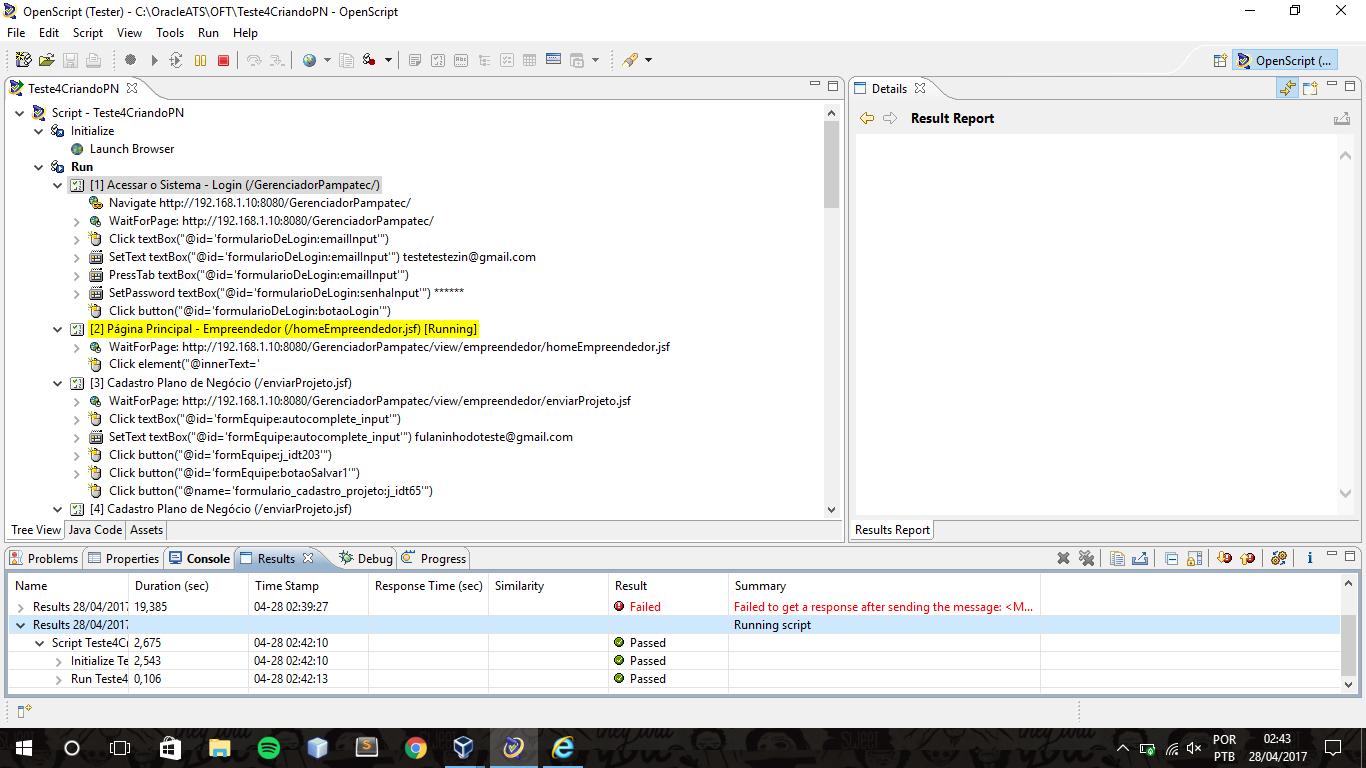 OpenScript (Tester) - C:\OracleATS\OFT\Teste4CriandoPN - OpenScript
File Edit Script View Tools Run Help
OpenScript (...
Teste4CriandoPN
Script - Teste4CriandoPN
Initialize
Launch Browser
Run
[1] Acessar o Sistema - Login (/GerenciadorPampatec/)
Navigate http://192.168.1.10:8080/GerenciadorPampatec/
WaitForPage: http://192.168.1.10:8080/GerenciadorPampatec/
Click textBox("@id='formularioDeLogin:emailInput'")
SetText textBox("@id='formularioDeLogin:emailInput'") testetestezin@gmail.com
PressTab textBox("@id='formularioDeLogin:emailInput'")
SetPassword textBox("@id='formularioDeLogin:senhaInput'") ******
Click button("@id='formularioDeLogin:botaoLogin'")
[2] Página Principal - Empreendedor (/homeEmpreendedor.jsf) [Running]
WaitForPage: http://192.168.1.10:8080/GerenciadorPampatec/view/empreendedor/homeEmpreendedor.jsf
Click element("@innerText='
[3] Cadastro Plano de Negócio (/enviarProjeto.jsf)
WaitForPage: http://192.168.1.10:8080/GerenciadorPampatec/view/empreendedor/enviarProjeto.jsf
Click textBox("@id='formEquipe:autocomplete_input'")
SetText textBox("@id='formEquipe:autocomplete_input'") fulaninhodoteste@gmail.com
Click button("@id='formEquipe:j_idt203'")
Click button("@id='formEquipe:botaoSalvar1'")
Click button("@name='formulario_cadastro_projeto:j_idt65'")
[4] Cadastro Plano de Negócio (/enviarProjeto.jsf)
Tree View Java Code Assets
Details
Result Report
Results Report
Problems Properties Console Results Debug Progress
Name Duration (sec) Time Stamp Response Time (sec) Similarity Result Summary
Results 28/04/2017 19,385 04-28 02:39:27 Failed Failed to get a response after sending the message: <M...
Results 28/04/2017 Running script
Script Teste4Cr 2,675 04-28 02:42:10 Passed
Initialize Te 2,543 04-28 02:42:10 Passed
Run Teste4 0,106 04-28 02:42:13 Passed
POR 02:43
PTB 28/04/2017